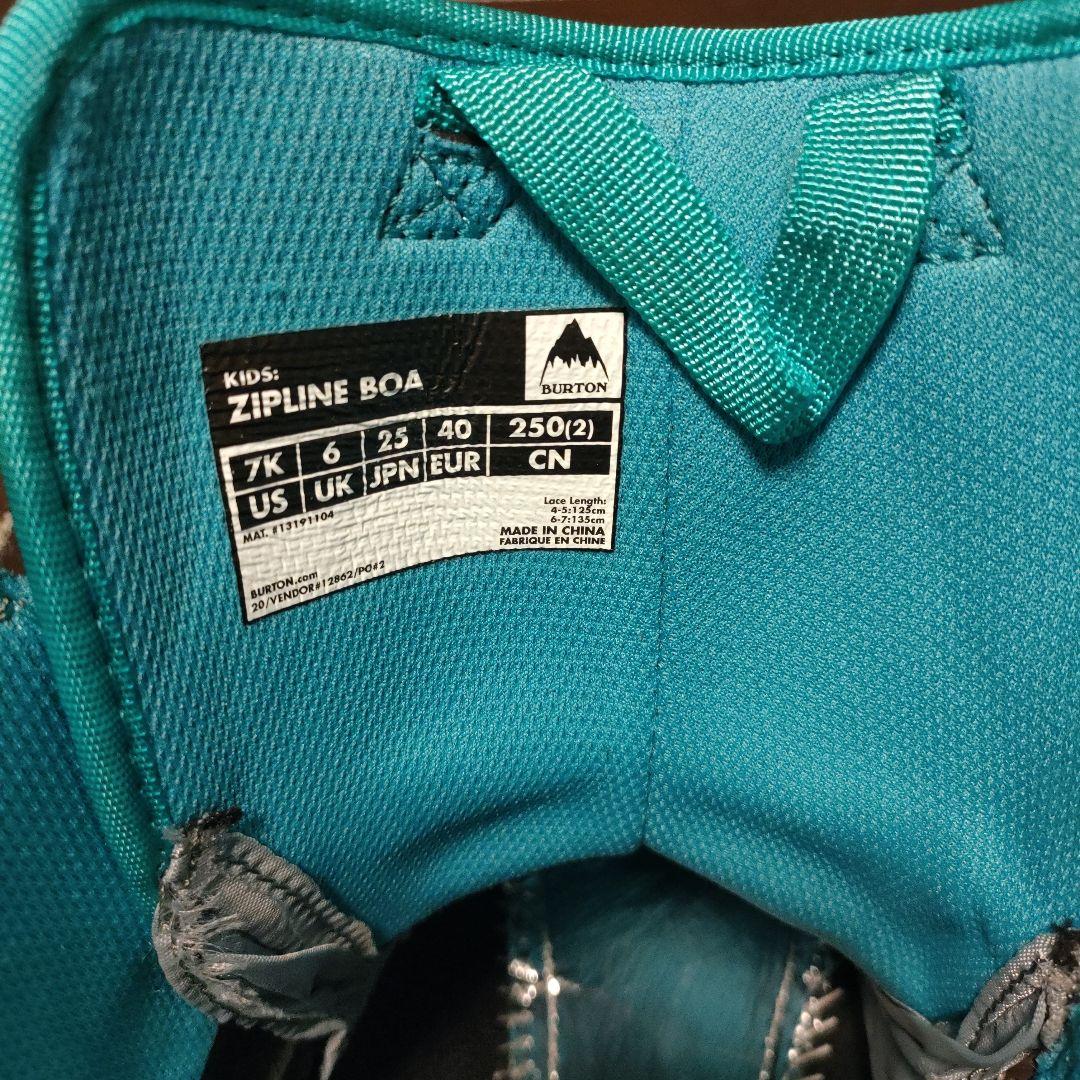 KIDS:
ZIPLINE BOA
BURTON
7K 6 25 40 250(2)
US UK JPN EUR CN
MAT. #13191104
Lace Length:
4-5:125cm
6-7:135cm
MADE IN CHINA
FABRIQUE EN CHINE
BURTON.com
20/VENDOR#12862/PO#2